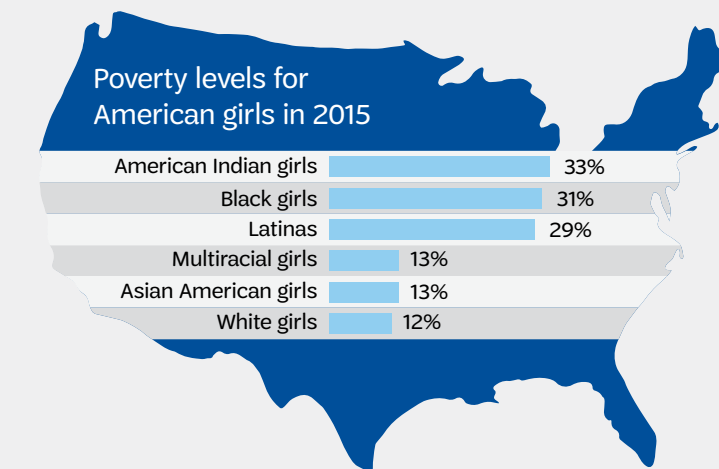 Poverty levels for
American girls in 2015
American Indian girls 33%
Black girls 31%
Latinas 29%
Multiracial girls 13%
Asian American girls 13%
White girls 12%